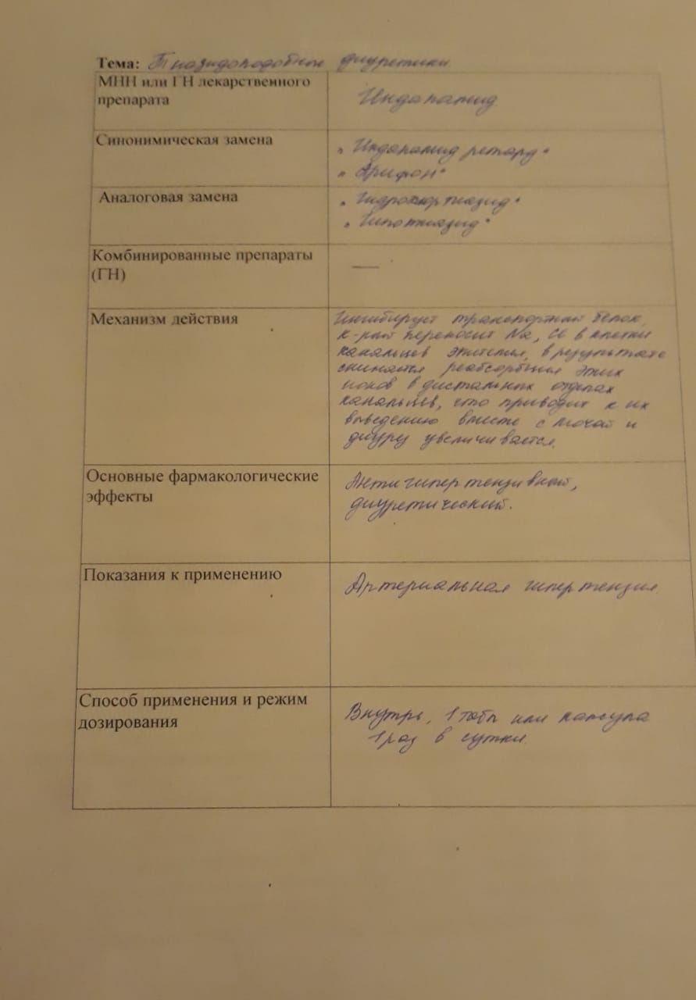 Тема: Тиазидоподобные диуретики
МНН или ГН лекарственного
препарата
Индапамид
Синонимическая замена
"Индапамид ретард"
"Арифон"
Аналоговая замена
"Гидрохлортиазид"
"Гипотиазид"
Комбинированные препараты
(ГН)
—
Механизм действия
Ингибирует транспортный белок,
к-рый переносит Na, Cl в клетки
канальцев эпителия, в результате
снижается реабсорбция этих
ионов в дистальных отделах
канальцев, что приводит к их
выведению вместе с мочой и
диурез увеличивается.
Основные фармакологические
эффекты
Антигипертензивный,
диуретический.
Показания к применению
Артериальная гипертензия
Способ применения и режим
дозирования
Внутрь, 1 табл или капсула
1 раз в сутки.